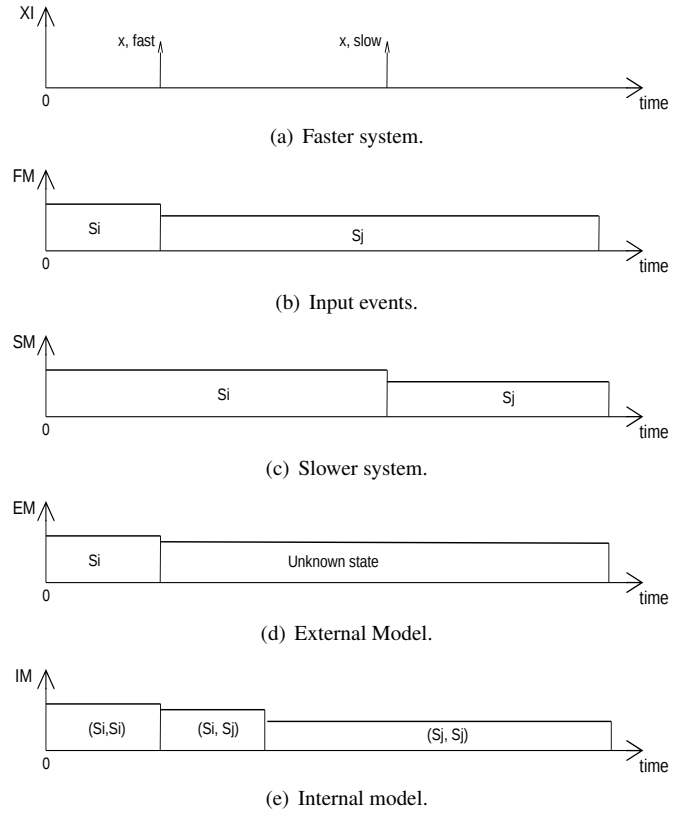 XI
x, fast
x, slow
0
time
(a) Faster system.
FM
Si
Sj
0
time
(b) Input events.
SM
Si
Sj
0
time
(c) Slower system.
EM
Si
Unknown state
0
time
(d) External Model.
IM
(Si,Si)
(Si, Sj)
(Sj, Sj)
0
time
(e) Internal model.